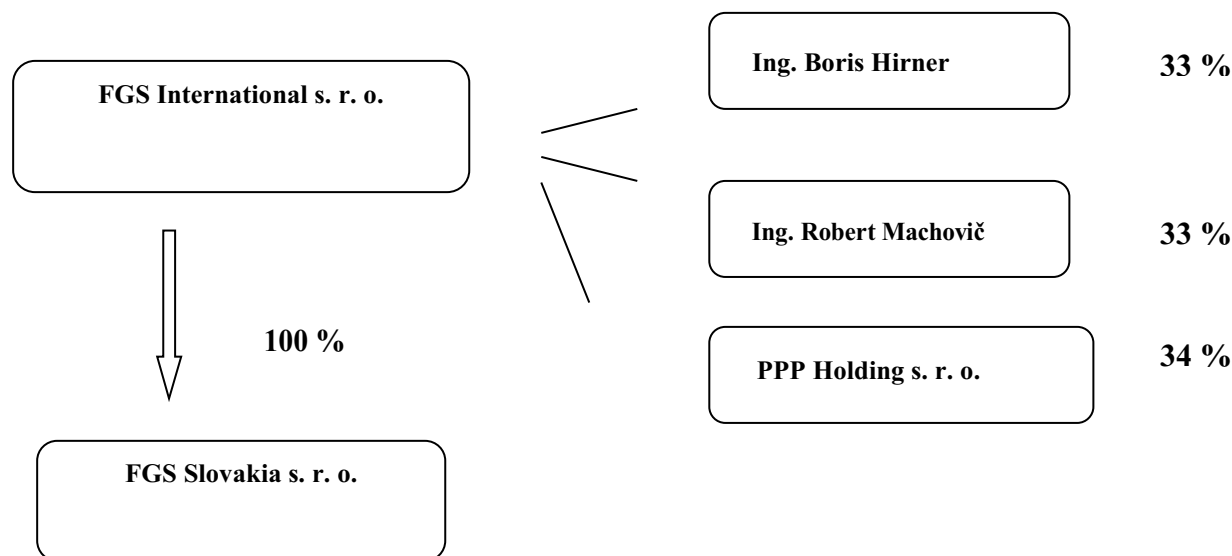 FGS International s. r. o.
Ing. Boris Hirner
33 %
Ing. Robert Machovič
33 %
100 %
PPP Holding s. r. o.
34 %
FGS Slovakia s. r. o.